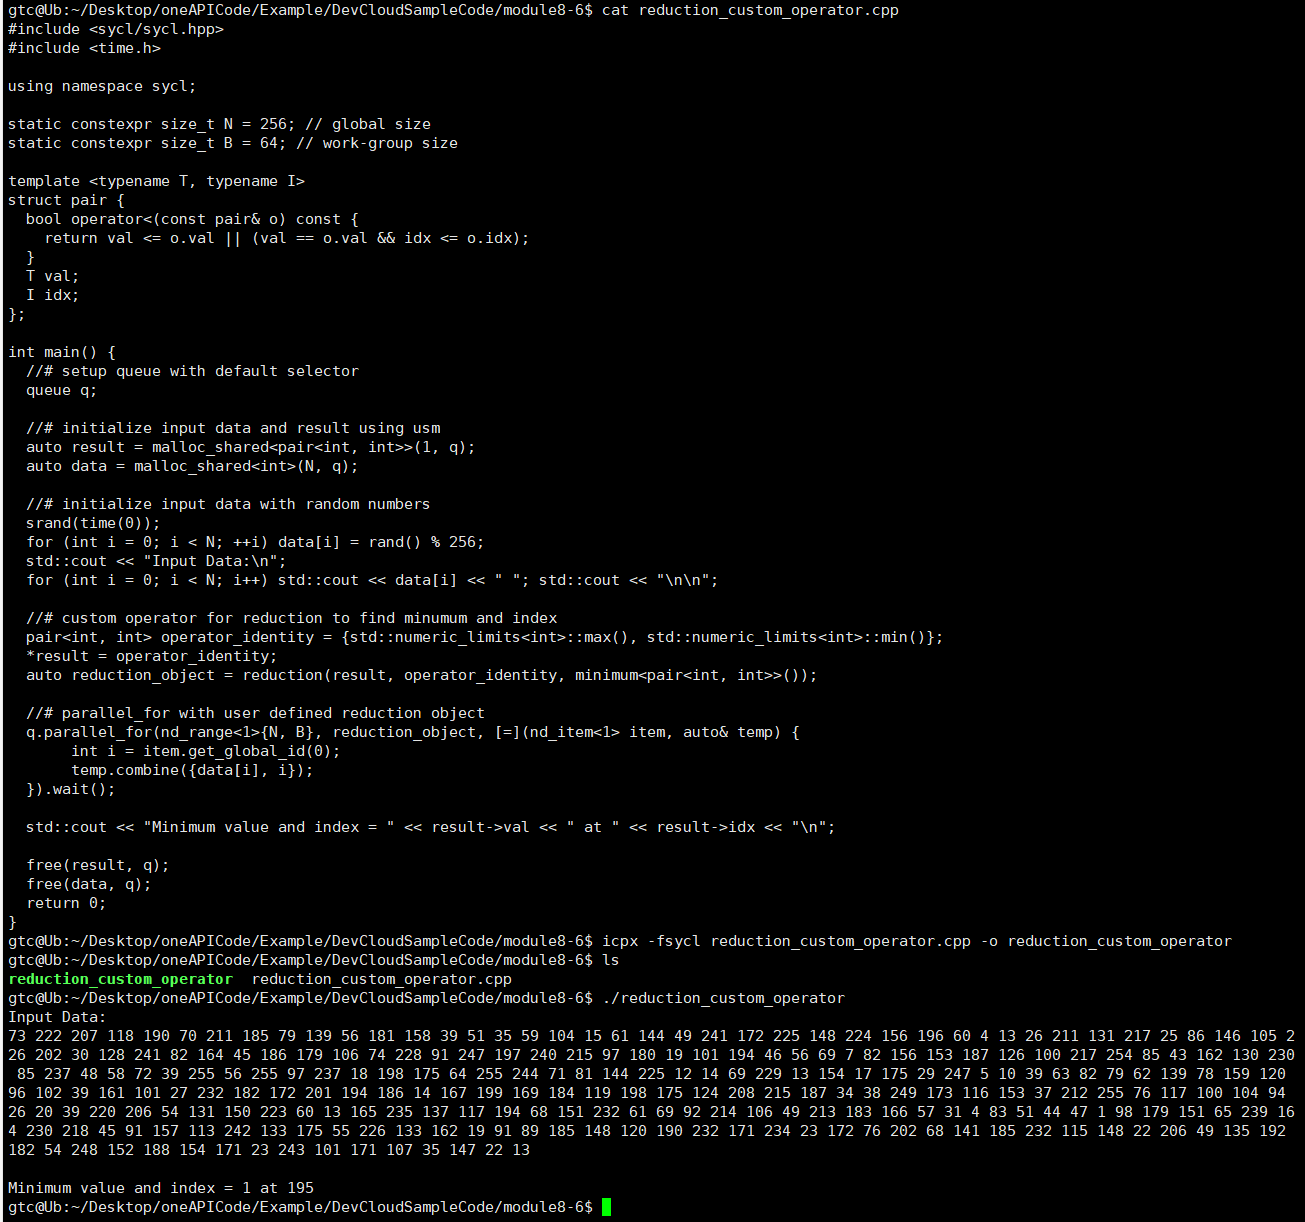 gtc@Ub:~/Desktop/oneAPICode/Example/DevCloudSampleCode/module8-6$ cat reduction_custom_operator.cpp
#include <sycl/sycl.hpp>
#include <time.h>

using namespace sycl;

static constexpr size_t N = 256; // global size
static constexpr size_t B = 64; // work-group size

template <typename T, typename I>
struct pair {
  bool operator<(const pair& o) const {
    return val <= o.val || (val == o.val && idx <= o.idx);
  }
  T val;
  I idx;
};

int main() {
  //# setup queue with default selector
  queue q;

  //# initialize input data and result using usm
  auto result = malloc_shared<pair<int, int>>(1, q);
  auto data = malloc_shared<int>(N, q);

  //# initialize input data with random numbers
  srand(time(0));
  for (int i = 0; i < N; ++i) data[i] = rand() % 256;
  std::cout << "Input Data:\n";
  for (int i = 0; i < N; i++) std::cout << data[i] << " "; std::cout << "\n\n";

  //# custom operator for reduction to find minumum and index
  pair<int, int> operator_identity = {std::numeric_limits<int>::max(), std::numeric_limits<int>::min()};
  *result = operator_identity;
  auto reduction_object = reduction(result, operator_identity, minimum<pair<int, int>>());

  //# parallel_for with user defined reduction object
  q.parallel_for(nd_range<1>{N, B}, reduction_object, [=](nd_item<1> item, auto& temp) {
       int i = item.get_global_id(0);
       temp.combine({data[i], i});
  }).wait();

  std::cout << "Minimum value and index = " << result->val << " at " << result->idx << "\n";

  free(result, q);
  free(data, q);
  return 0;
}
gtc@Ub:~/Desktop/oneAPICode/Example/DevCloudSampleCode/module8-6$ icpx -fsycl reduction_custom_operator.cpp -o reduction_custom_operator
gtc@Ub:~/Desktop/oneAPICode/Example/DevCloudSampleCode/module8-6$ ls
reduction_custom_operator  reduction_custom_operator.cpp
gtc@Ub:~/Desktop/oneAPICode/Example/DevCloudSampleCode/module8-6$ ./reduction_custom_operator
Input Data:
73 222 207 118 190 70 211 185 79 139 56 181 158 39 51 35 59 104 15 61 144 49 241 172 225 148 224 156 196 60 4 13 26 211 131 217 25 86 146 105 2
26 202 30 128 241 82 164 45 186 179 106 74 228 91 247 197 240 215 97 180 19 101 194 46 56 69 7 82 156 153 187 126 100 217 254 85 43 162 130 230
 85 237 48 58 72 39 255 56 255 97 237 18 198 175 64 255 244 71 81 144 225 12 14 69 229 13 154 17 175 29 247 5 10 39 63 82 79 62 139 78 159 120
96 102 39 161 101 27 232 182 172 201 194 186 14 167 199 169 184 119 198 175 124 208 215 187 34 38 249 173 116 153 37 212 255 76 117 100 104 94
26 20 39 220 206 54 131 150 223 60 13 165 235 137 117 194 68 151 232 61 69 92 214 106 49 213 183 166 57 31 4 83 51 44 47 1 98 179 151 65 239 16
4 230 218 45 91 157 113 242 133 175 55 226 133 162 19 91 89 185 148 120 190 232 171 234 23 172 76 202 68 141 185 232 115 148 22 206 49 135 192
182 54 248 152 188 154 171 23 243 101 171 107 35 147 22 13

Minimum value and index = 1 at 195
gtc@Ub:~/Desktop/oneAPICode/Example/DevCloudSampleCode/module8-6$